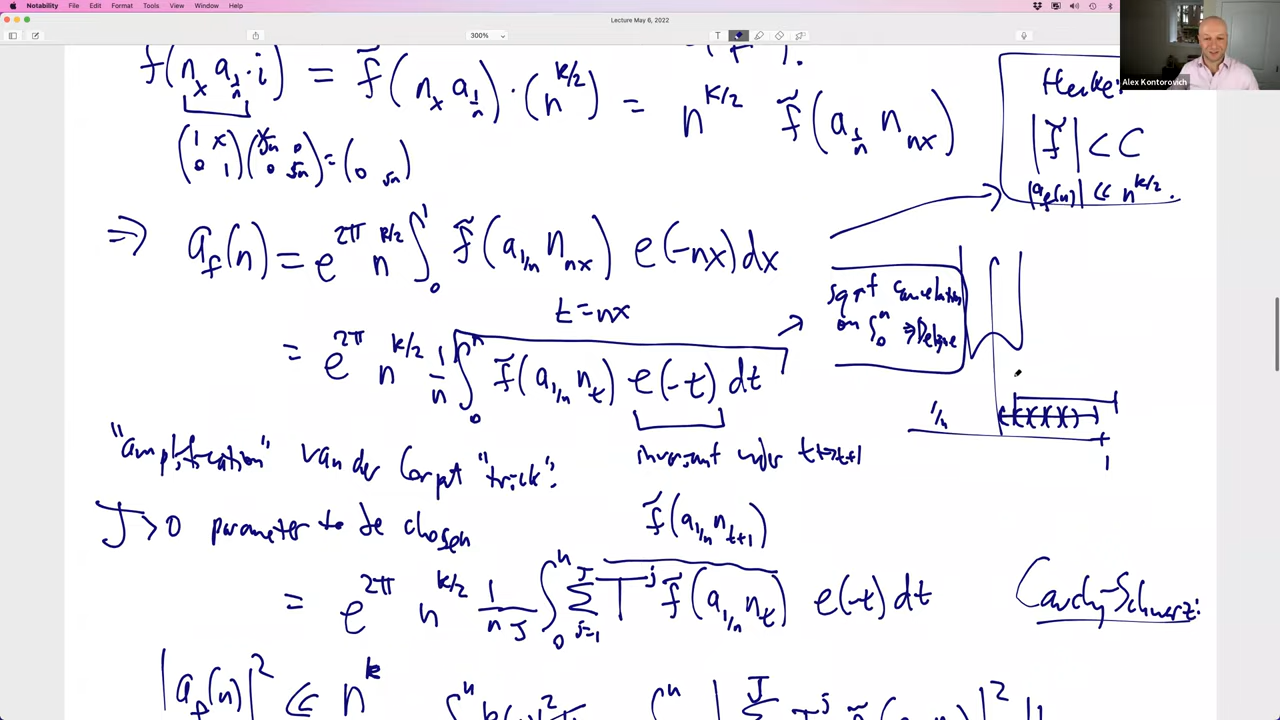 Notability File Edit Format Tools View Window Help
Lecture May 6, 2022
300%
Alex Kontorovich
f(n_x a_{1/n}·i) = f̃(n_x a_{1/n})·(n^{k/2}) = n^{k/2} f̃(a_{1/n} n_{nx})
Hecke:
|f̃| < C
|a_f(n)| ≪ n^{k/2}.
⇒ a_f(n) = e^{2π} n^{k/2} ∫_0^1 f̃(a_{1/n} n_{nx}) e(-nx)dx
t = nx
sqrt cancelation
on ∫_0^n ⇒ Deligne
= e^{2π} n^{k/2} 1/n ∫_0^n f̃(a_{1/n} n_t) e(-t) dt
1/n
1
"amplification" van der Corput "trick":
invariant under t↦t+1
J > 0 parameter to be chosen
f̃(a_{1/n} n_{t+1})
= e^{2π} n^{k/2} 1/(n J) ∫_0^n Σ_{j=1}^J T^j f̃(a_{1/n} n_t) e(-t) dt
Cauchy-Schwarz:
|a_f(n)|^2 ≪ n^k